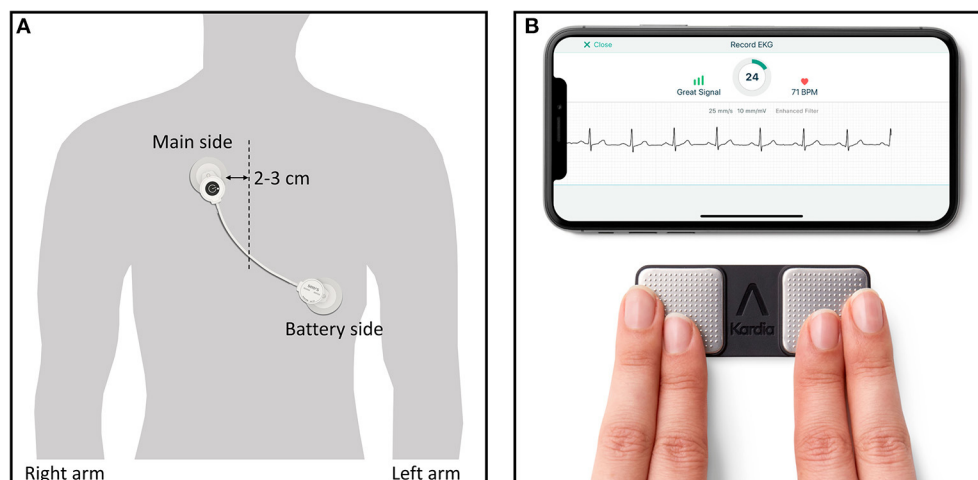 A
Main side
2-3 cm
Battery side
Right arm
Left arm
B
Close
Record EKG
24
Great Signal
71 BPM
25 mm/s 10 mm/mV Enhanced Filter
Kardia